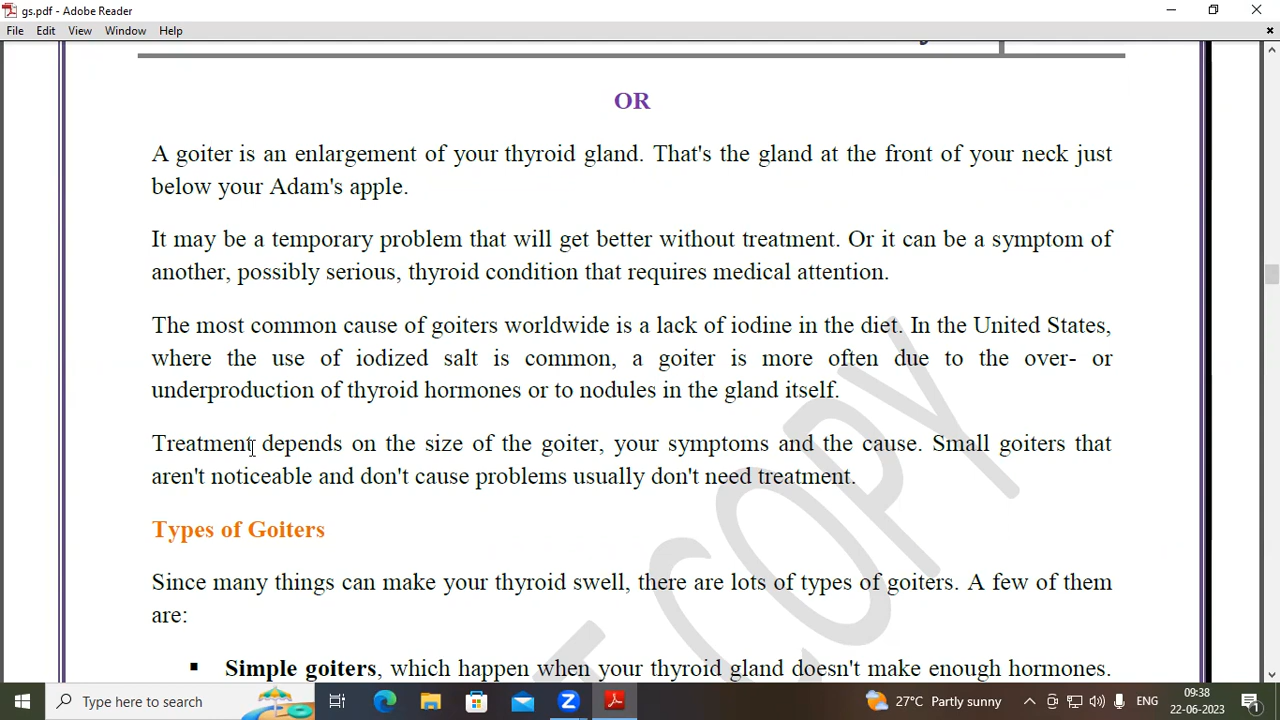 gs.pdf - Adobe Reader
File Edit View Window Help
OR
A goiter is an enlargement of your thyroid gland. That's the gland at the front of your neck just
below your Adam's apple.
It may be a temporary problem that will get better without treatment. Or it can be a symptom of
another, possibly serious, thyroid condition that requires medical attention.
The most common cause of goiters worldwide is a lack of iodine in the diet. In the United States,
where the use of iodized salt is common, a goiter is more often due to the over- or
underproduction of thyroid hormones or to nodules in the gland itself.
Treatment depends on the size of the goiter, your symptoms and the cause. Small goiters that
aren't noticeable and don't cause problems usually don't need treatment.
Types of Goiters
Since many things can make your thyroid swell, there are lots of types of goiters. A few of them
are:
▪ Simple goiters, which happen when your thyroid gland doesn't make enough hormones.
T COPY
Type here to search
27°C Partly sunny
ENG
09:38
22-06-2023
1